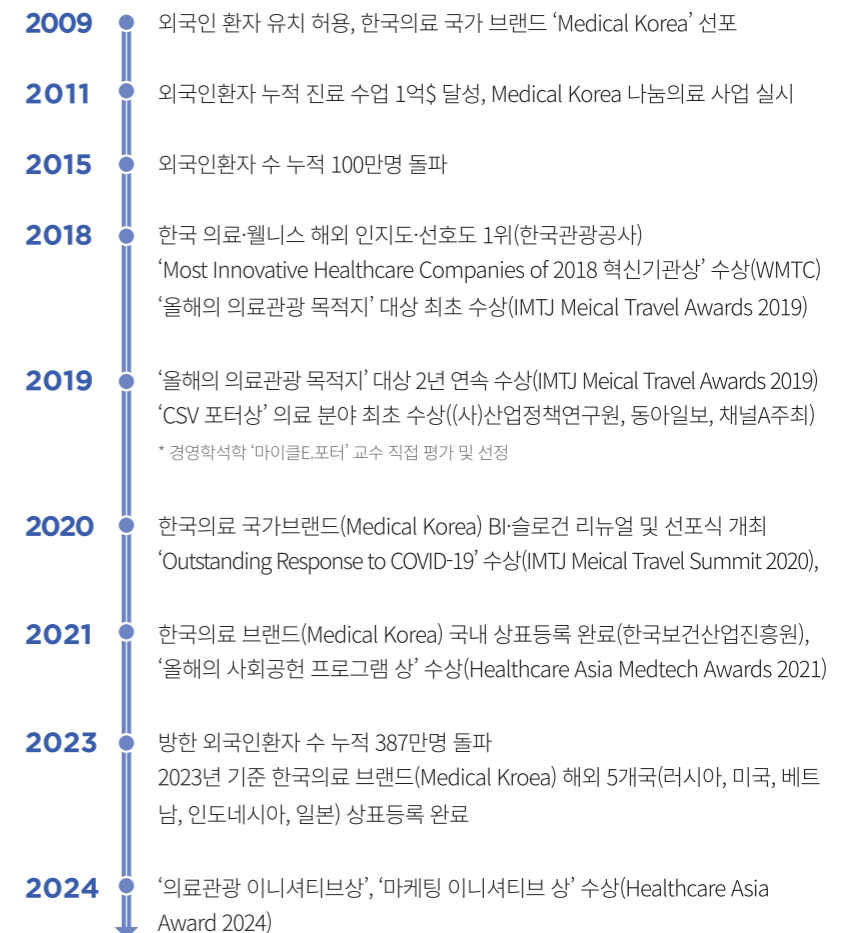 2009 외국인 환자 유치 허용, 한국의료 국가 브랜드 ‘Medical Korea’ 선포
2011 외국인환자 누적 진료 수업 1억$ 달성, Medical Korea 나눔의료 사업 실시
2015 외국인환자 수 누적 100만명 돌파
2018 한국 의료·웰니스 해외 인지도·선호도 1위(한국관광공사)
‘Most Innovative Healthcare Companies of 2018 혁신기관상’ 수상(WMTC)
‘올해의 의료관광 목적지’ 대상 최초 수상(IMTJ Meical Travel Awards 2019)
2019 ‘올해의 의료관광 목적지’ 대상 2년 연속 수상(IMTJ Meical Travel Awards 2019)
‘CSV 포터상’ 의료 분야 최초 수상((사)산업정책연구원, 동아일보, 채널A주최)
* 경영학석학 ‘마이클E.포터’ 교수 직접 평가 및 선정
2020 한국의료 국가브랜드(Medical Korea) BI·슬로건 리뉴얼 및 선포식 개최
‘Outstanding Response to COVID-19’ 수상(IMTJ Meical Travel Summit 2020),
2021 한국의료 브랜드(Medical Korea) 국내 상표등록 완료(한국보건산업진흥원),
‘올해의 사회공헌 프로그램 상’ 수상(Healthcare Asia Medtech Awards 2021)
2023 방한 외국인환자 수 누적 387만명 돌파
2023년 기준 한국의료 브랜드(Medical Kroea) 해외 5개국(러시아, 미국, 베트
남, 인도네시아, 일본) 상표등록 완료
2024 ‘의료관광 이니셔티브상’, ‘마케팅 이니셔티브 상’ 수상(Healthcare Asia
Award 2024)